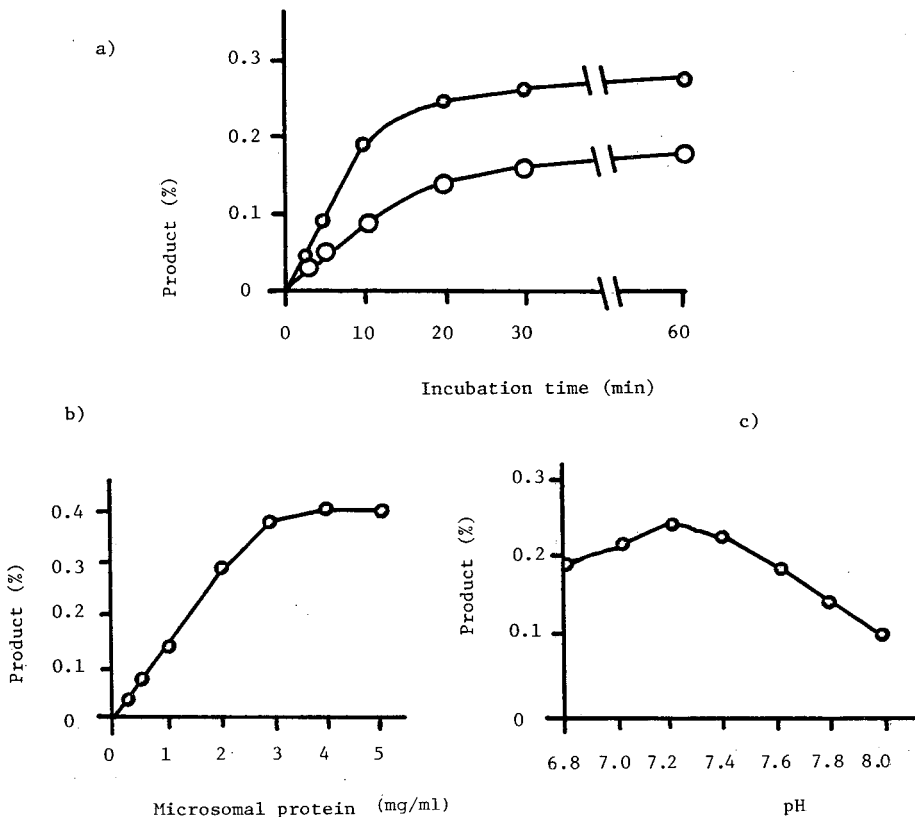 a)
0.3
0.2
0.1
0
Product (%)
0 10 20 30 60
Incubation time (min)
b)
0.4
0.3
0.2
0.1
0
Product (%)
0 1 2 3 4 5
Microsomal protein (mg/ml)
c)
0.3
0.2
0.1
0
Product (%)
6.8 7.0 7.2 7.4 7.6 7.8 8.0
pH